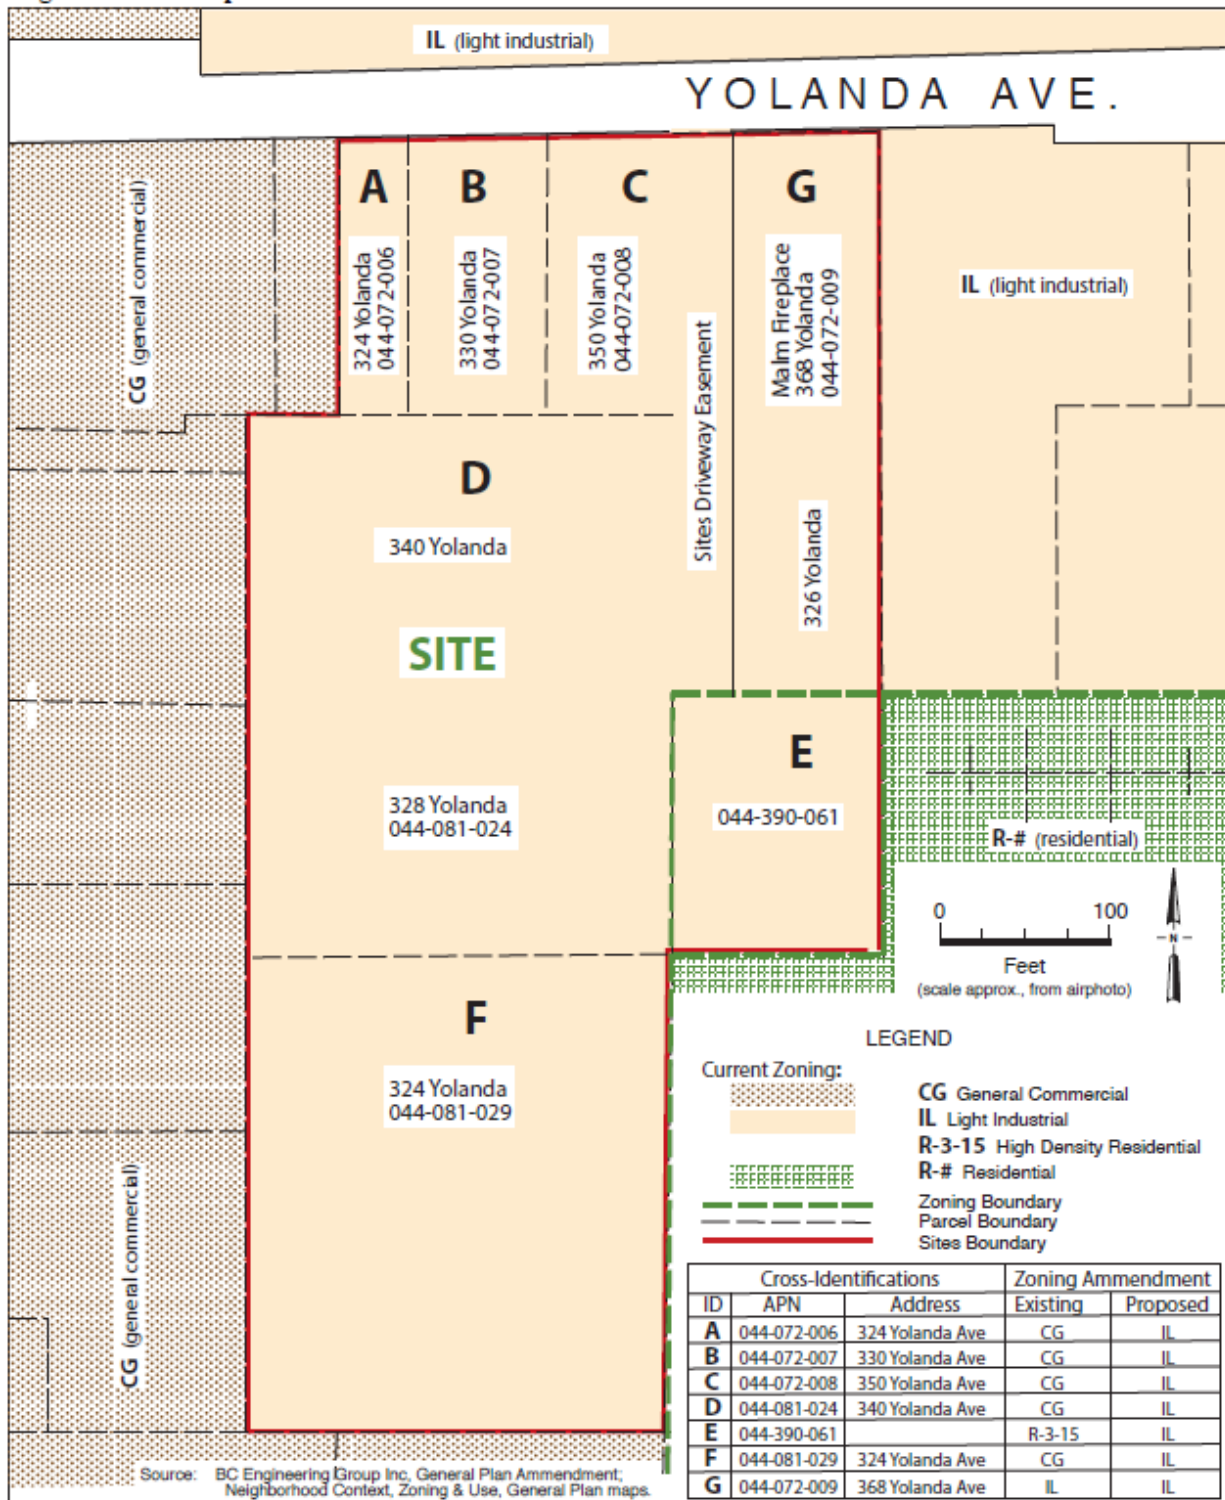 IL (light industrial)
YOLANDA AVE.
CG (general commercial)
A
324 Yolanda
044-072-006
B
330 Yolanda
044-072-007
C
350 Yolanda
044-072-008
Sites Driveway Easement
G
Malm Fireplace
368 Yolanda
044-072-009
326 Yolanda
IL (light industrial)
D
340 Yolanda
SITE
328 Yolanda
044-081-024
E
044-390-061
R-# (residential)
0 100
Feet
(scale approx., from airphoto)
N
F
324 Yolanda
044-081-029
CG (general commercial)
LEGEND
Current Zoning:
CG General Commercial
IL Light Industrial
R-3-15 High Density Residential
R-# Residential
Zoning Boundary
Parcel Boundary
Sites Boundary
Cross-Identifications Zoning Ammendment
ID APN Address Existing Proposed
A 044-072-006 324 Yolanda Ave CG IL
B 044-072-007 330 Yolanda Ave CG IL
C 044-072-008 350 Yolanda Ave CG IL
D 044-081-024 340 Yolanda Ave CG IL
E 044-390-061 R-3-15 IL
F 044-081-029 324 Yolanda Ave CG IL
G 044-072-009 368 Yolanda Ave IL IL
Source: BC Engineering Group Inc, General Plan Ammendment;
Neighborhood Context, Zoning & Use, General Plan maps.